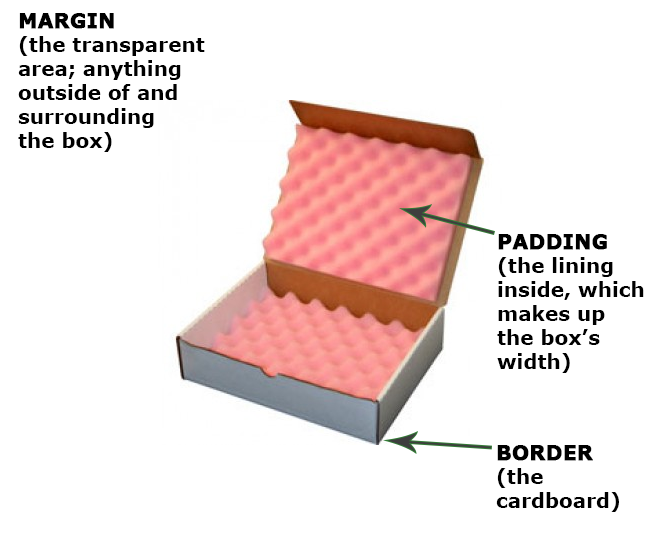 MARGIN
(the transparent
area; anything
outside of and
surrounding
the box)
PADDING
(the lining
inside, which
makes up
the box’s
width)
BORDER
(the
cardboard)